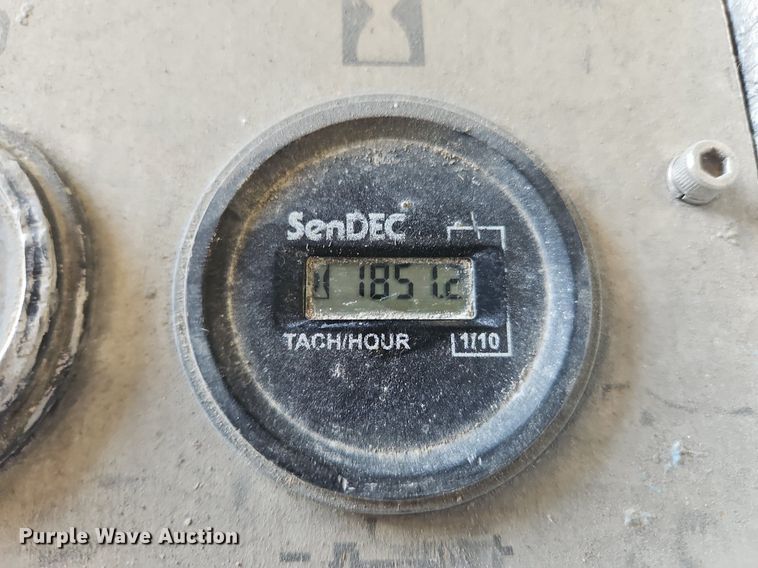 SenDEC
1851.2
TACH/HOUR
1/10
Purple Wave Auction